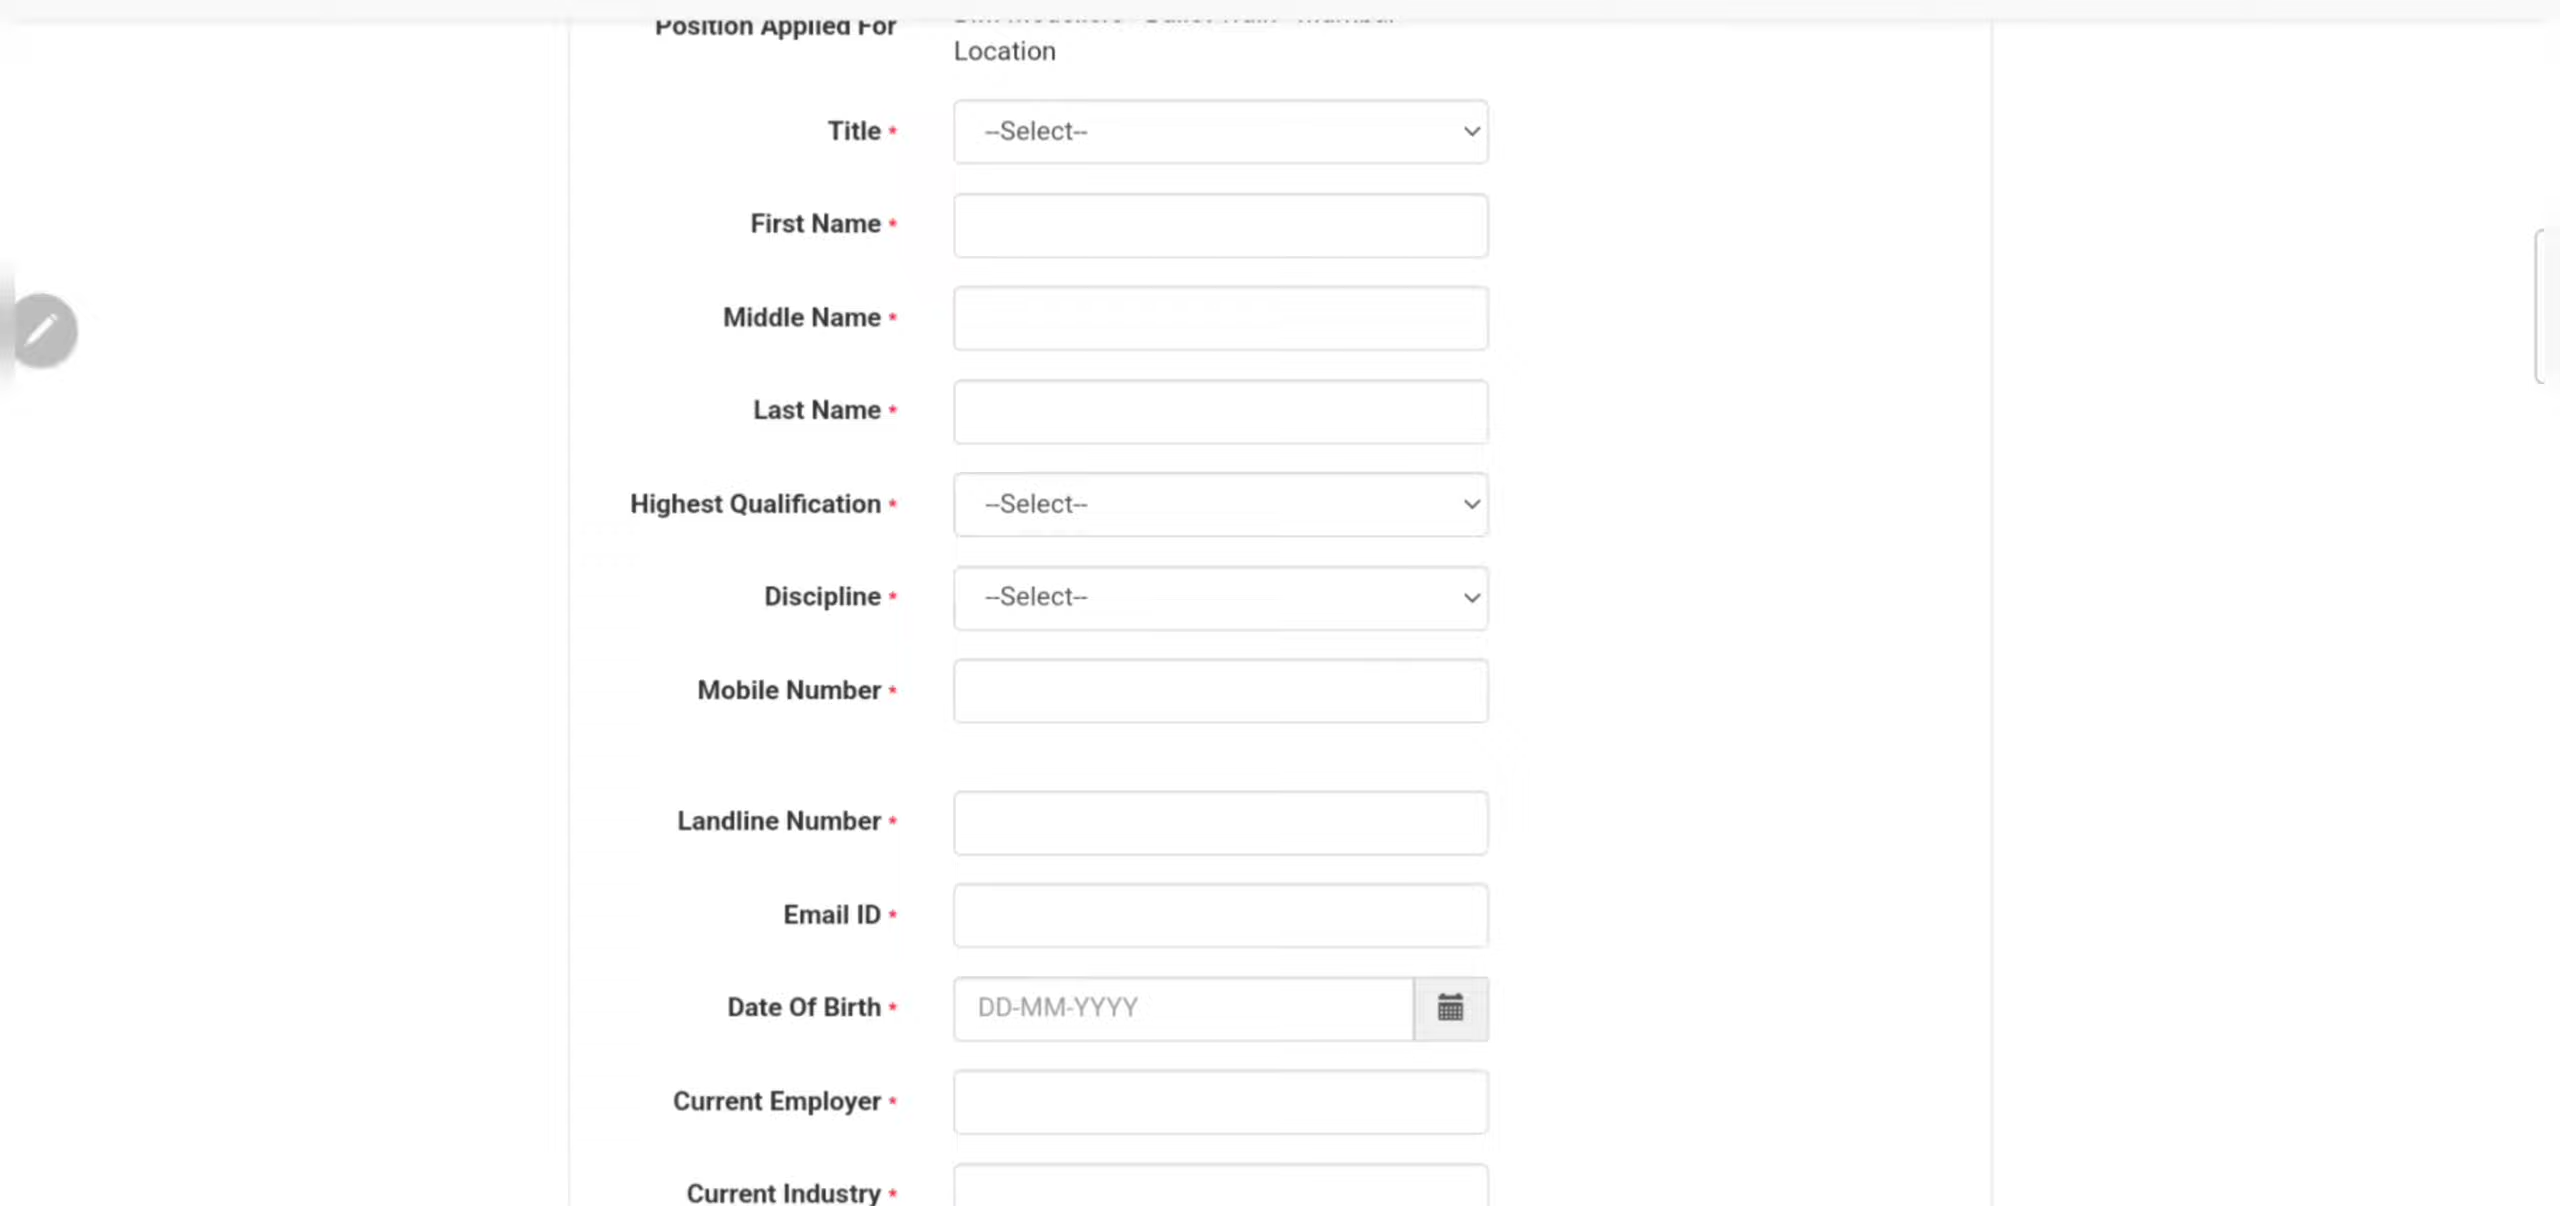 Position Applied For
Location
Title *
--Select--
First Name *
Middle Name *
Last Name *
Highest Qualification *
--Select--
Discipline *
--Select--
Mobile Number *
Landline Number *
Email ID *
Date Of Birth *
DD-MM-YYYY
Current Employer *
Current Industry *